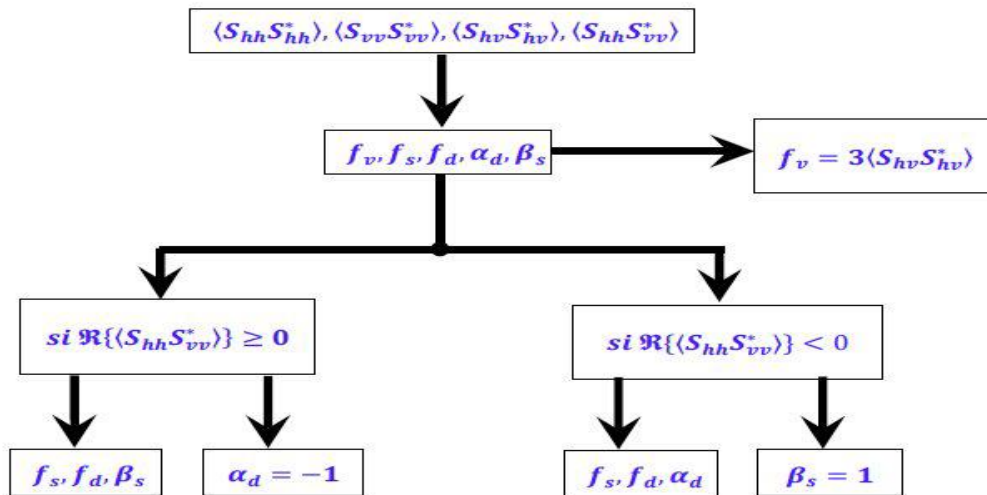 ⟨S_hh S*_hh⟩, ⟨S_vv S*_vv⟩, ⟨S_hv S*_hv⟩, ⟨S_hh S*_vv⟩
f_v, f_s, f_d, α_d, β_s
f_v = 3⟨S_hv S*_hv⟩
si ℜ{⟨S_hh S*_vv⟩} ≥ 0
si ℜ{⟨S_hh S*_vv⟩} < 0
f_s, f_d, β_s
α_d = −1
f_s, f_d, α_d
β_s = 1